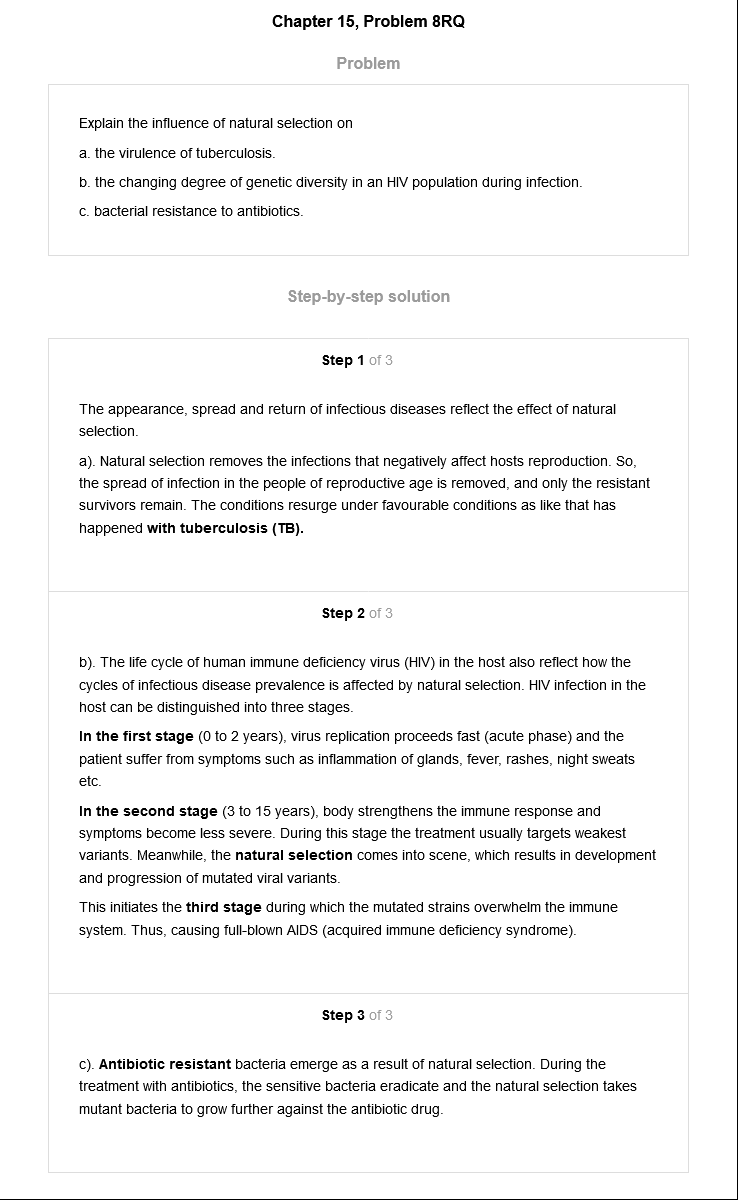 Chapter 15, Problem 8RQ
Problem
Explain the influence of natural selection on
a. the virulence of tuberculosis.
b. the changing degree of genetic diversity in an HIV population during infection.
c. bacterial resistance to antibiotics.
Step-by-step solution
Step 1 of 3
The appearance, spread and return of infectious diseases reflect the effect of natural
selection.
a). Natural selection removes the infections that negatively affect hosts reproduction. So,
the spread of infection in the people of reproductive age is removed, and only the resistant
survivors remain. The conditions resurge under favourable conditions as like that has
happened with tuberculosis (TB).
Step 2 of 3
b). The life cycle of human immune deficiency virus (HIV) in the host also reflect how the
cycles of infectious disease prevalence is affected by natural selection. HIV infection in the
host can be distinguished into three stages.
In the first stage (0 to 2 years), virus replication proceeds fast (acute phase) and the
patient suffer from symptoms such as inflammation of glands, fever, rashes, night sweats
etc.
In the second stage (3 to 15 years), body strengthens the immune response and
symptoms become less severe. During this stage the treatment usually targets weakest
variants. Meanwhile, the natural selection comes into scene, which results in development
and progression of mutated viral variants.
This initiates the third stage during which the mutated strains overwhelm the immune
system. Thus, causing full-blown AIDS (acquired immune deficiency syndrome).
Step 3 of 3
c). Antibiotic resistant bacteria emerge as a result of natural selection. During the
treatment with antibiotics, the sensitive bacteria eradicate and the natural selection takes
mutant bacteria to grow further against the antibiotic drug.